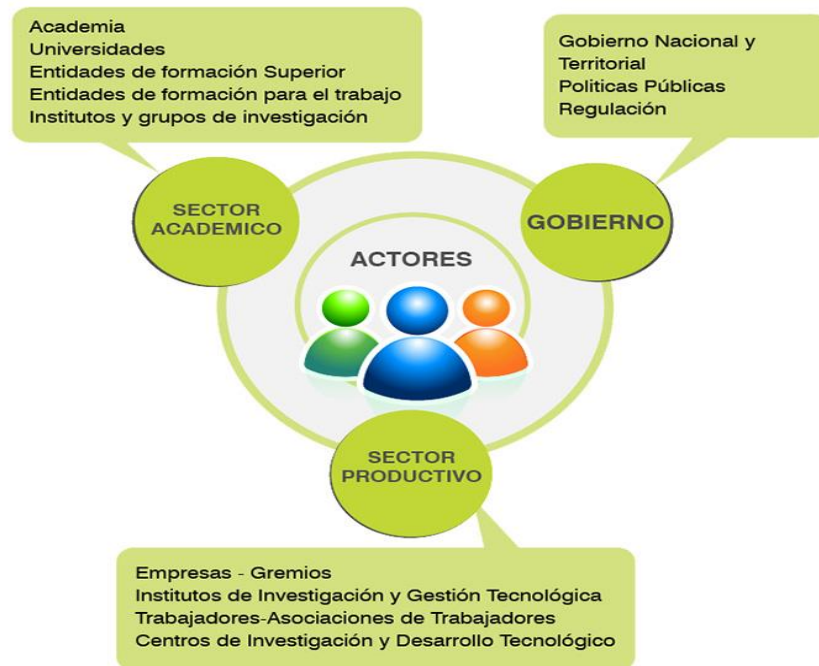 Academia
Universidades
Entidades de formación Superior
Entidades de formación para el trabajo
Institutos y grupos de investigación
Gobierno Nacional y
Territorial
Politicas Públicas
Regulación
SECTOR
ACADEMICO
GOBIERNO
ACTORES
SECTOR
PRODUCTIVO
Empresas - Gremios
Institutos de Investigación y Gestión Tecnológica
Trabajadores-Asociaciones de Trabajadores
Centros de Investigación y Desarrollo Tecnológico